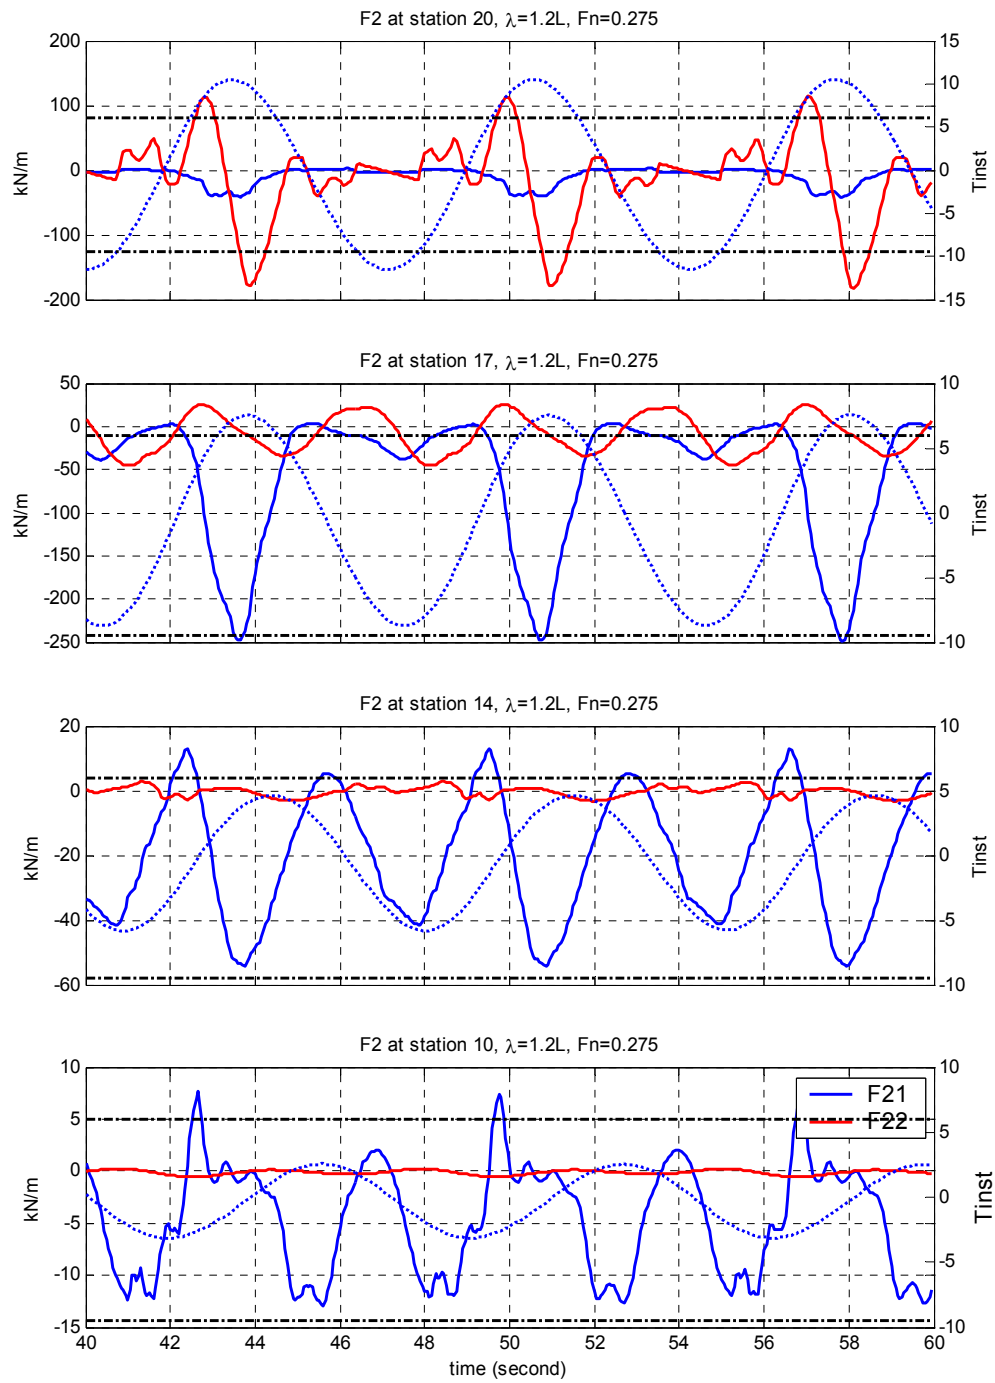 F2 at station 20, λ=1.2L, Fn=0.275
200
100
0
-100
-200
kN/m
15
10
5
0
-5
-10
-15
Tinst
F2 at station 17, λ=1.2L, Fn=0.275
50
0
-50
-100
-150
-200
-250
kN/m
10
5
0
-5
-10
Tinst
F2 at station 14, λ=1.2L, Fn=0.275
20
0
-20
-40
-60
kN/m
10
5
0
-5
-10
Tinst
F2 at station 10, λ=1.2L, Fn=0.275
10
5
0
-5
-10
-15
kN/m
F21
F22
10
5
0
-5
-10
Tinst
40 42 44 46 48 50 52 54 56 58 60
time (second)